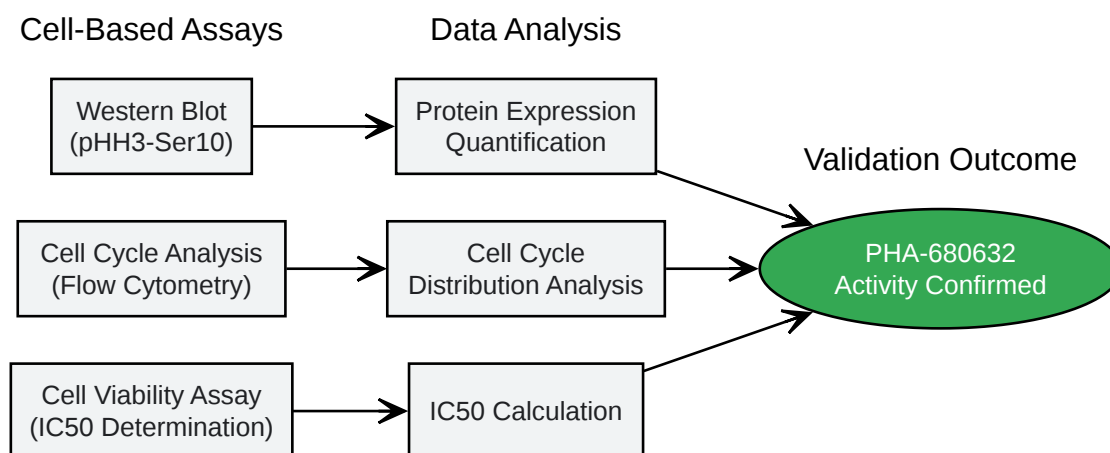 Cell-Based Assays
Data Analysis
Western Blot
(pHH3-Ser10)
Protein Expression
Quantification
Validation Outcome
Cell Cycle Analysis
(Flow Cytometry)
Cell Cycle
Distribution Analysis
PHA-680632
Activity Confirmed
Cell Viability Assay
(IC50 Determination)
IC50 Calculation